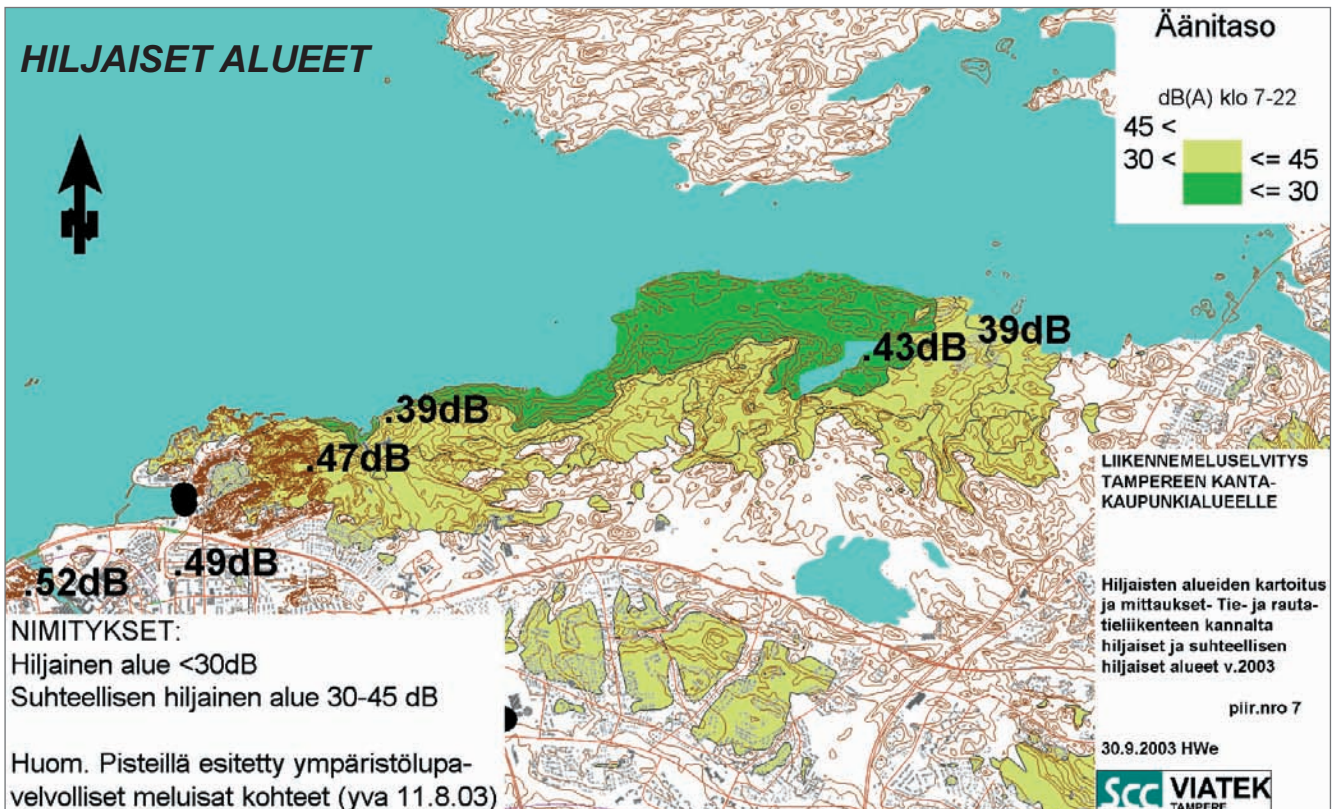 HILJAISET ALUEET
N
Äänitaso
dB(A) klo 7-22
45 <
30 < <= 45
<= 30
39dB
.43dB
.39dB
.47dB
.49dB
.52dB
NIMITYKSET:
Hiljainen alue <30dB
Suhteellisen hiljainen alue 30-45 dB
Huom. Pisteillä esitetty ympäristölupa-
velvolliset meluisat kohteet (yva 11.8.03)
LIIKENNEMELUSELVITYS
TAMPEREEN KANTA-
KAUPUNKIALUEELLE
Hiljaisten alueiden kartoitus
ja mittaukset- Tie- ja rauta-
tieliikenteen kannalta
hiljaiset ja suhteellisen
hiljaiset alueet v.2003
piir.nro 7
30.9.2003 HWe
SCC VIATEK
TAMPERE